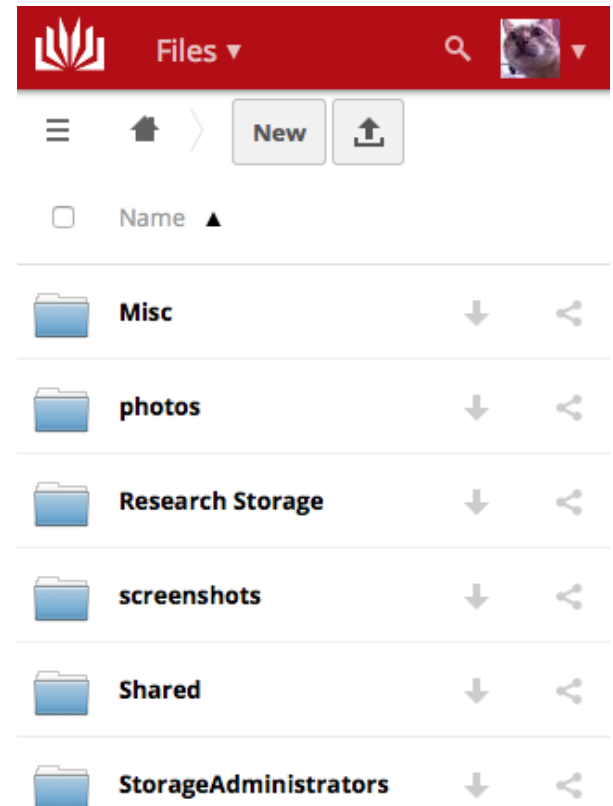 Files ▾
New
Name ▲
Misc
photos
Research Storage
screenshots
Shared
StorageAdministrators